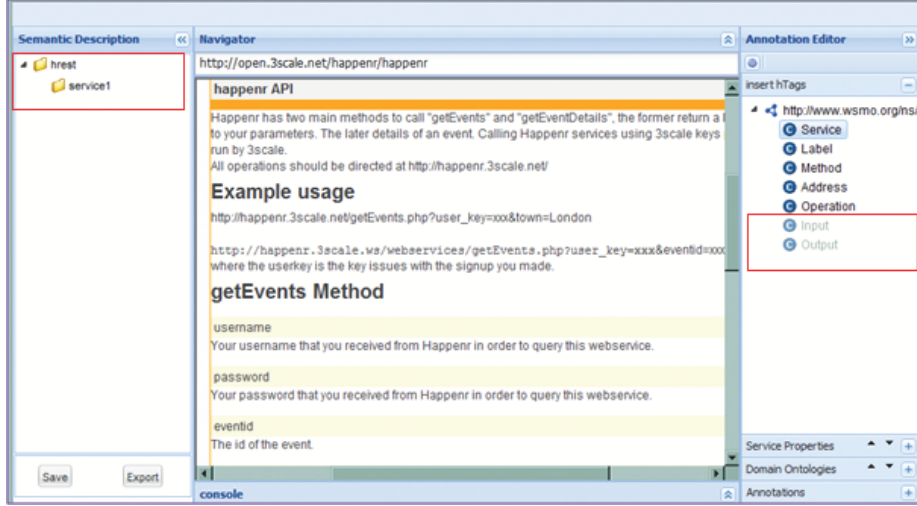 Semantic Description
hrest
service1
Save
Export
Navigator
http://open.3scale.net/happenr/happenr
happenr API
Happenr has two main methods to call "getEvents" and "getEventDetails", the former return a l
to your parameters. The later details of an event. Calling Happenr services using 3scale keys
run by 3scale.
All operations should be directed at http://happenr.3scale.net/
Example usage
http://happenr.3scale.net/getEvents.php?user_key=xxx&town=London
http://happenr.3scale.ws/webservices/getEvents.php?user_key=xxx&eventid=xxx
where the userkey is the key issues with the signup you made.
getEvents Method
username
Your username that you received from Happenr in order to query this webservice.
password
Your password that you received from Happenr in order to query this webservice.
eventid
The id of the event.
console
Annotation Editor
insert hTags
http://www.wsmo.org/ns/
Service
Label
Method
Address
Operation
Input
Output
Service Properties
Domain Ontologies
Annotations